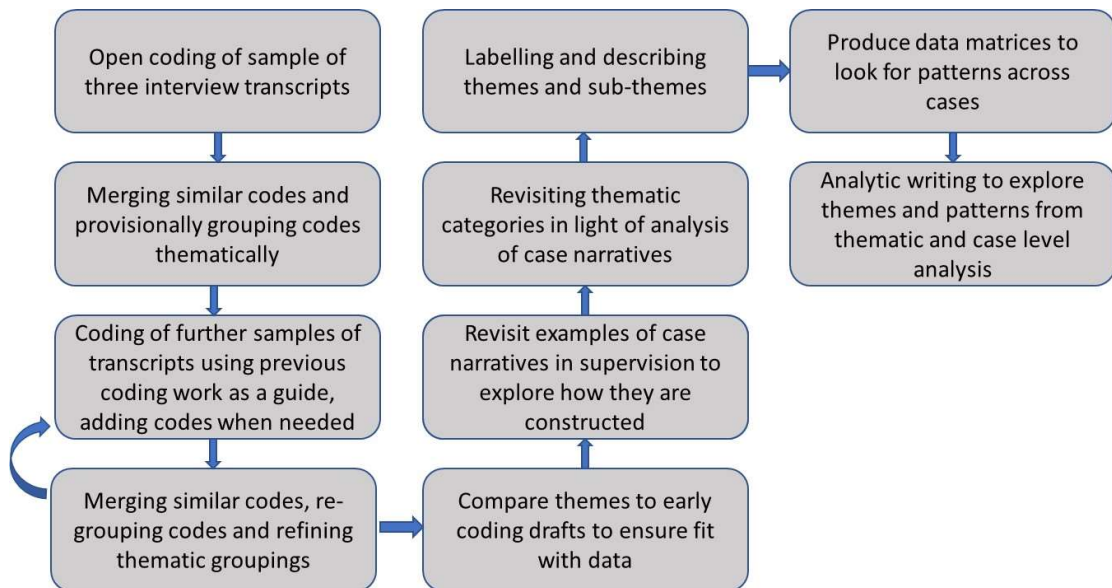 Open coding of sample of
three interview transcripts
Merging similar codes and
provisionally grouping codes
thematically
Coding of further samples of
transcripts using previous
coding work as a guide,
adding codes when needed
Merging similar codes, re-
grouping codes and refining
thematic groupings
Compare themes to early
coding drafts to ensure fit
with data
Revisit examples of case
narratives in supervision to
explore how they are
constructed
Revisiting thematic
categories in light of analysis
of case narratives
Labelling and describing
themes and sub-themes
Produce data matrices to
look for patterns across
cases
Analytic writing to explore
themes and patterns from
thematic and case level
analysis